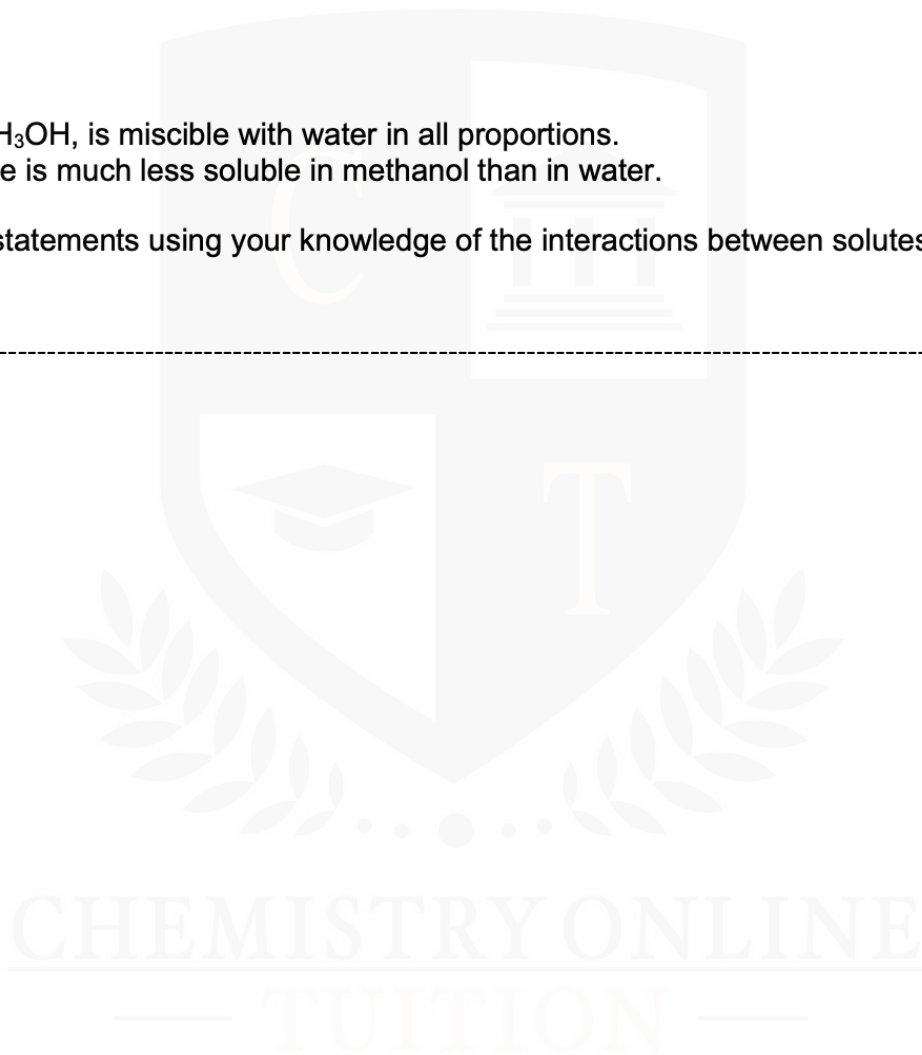 H₃OH, is miscible with water in all proportions.
e is much less soluble in methanol than in water.
statements using your knowledge of the interactions between solutes
C
T
CHEMISTRY ONLINE
TUITION